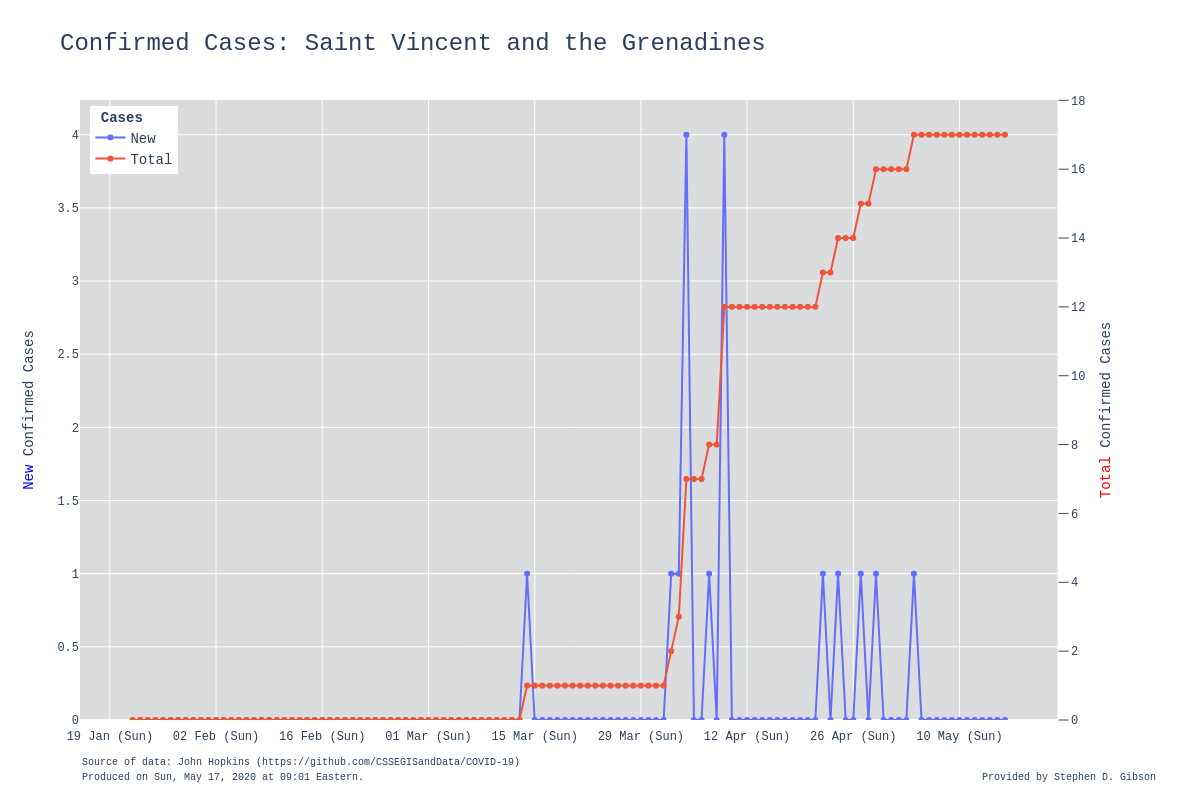 Confirmed Cases: Saint Vincent and the Grenadines
Cases
New
Total
4
3.5
3
2.5
2
1.5
1
0.5
0
New Confirmed Cases
18
16
14
12
10
8
6
4
2
0
Total Confirmed Cases
19 Jan (Sun) 02 Feb (Sun) 16 Feb (Sun) 01 Mar (Sun) 15 Mar (Sun) 29 Mar (Sun) 12 Apr (Sun) 26 Apr (Sun) 10 May (Sun)
Source of data: John Hopkins (https://github.com/CSSEGISandData/COVID-19)
Produced on Sun, May 17, 2020 at 09:01 Eastern.
Provided by Stephen D. Gibson